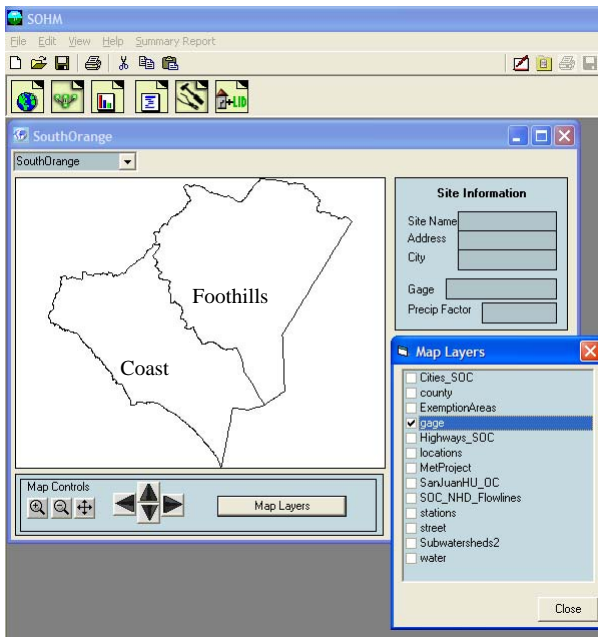 SOHM
File Edit View Help Summary Report
+LID
SouthOrange
SouthOrange
Site Information
Site Name
Address
City
Gage
Precip Factor
Foothills
Coast
Map Layers
Cities_SOC
county
ExemptionAreas
gage
Highways_SOC
locations
MetProject
SanJuanHU_OC
SOC_NHD_Flowlines
stations
street
Subwatersheds2
water
Close
Map Controls
Map Layers